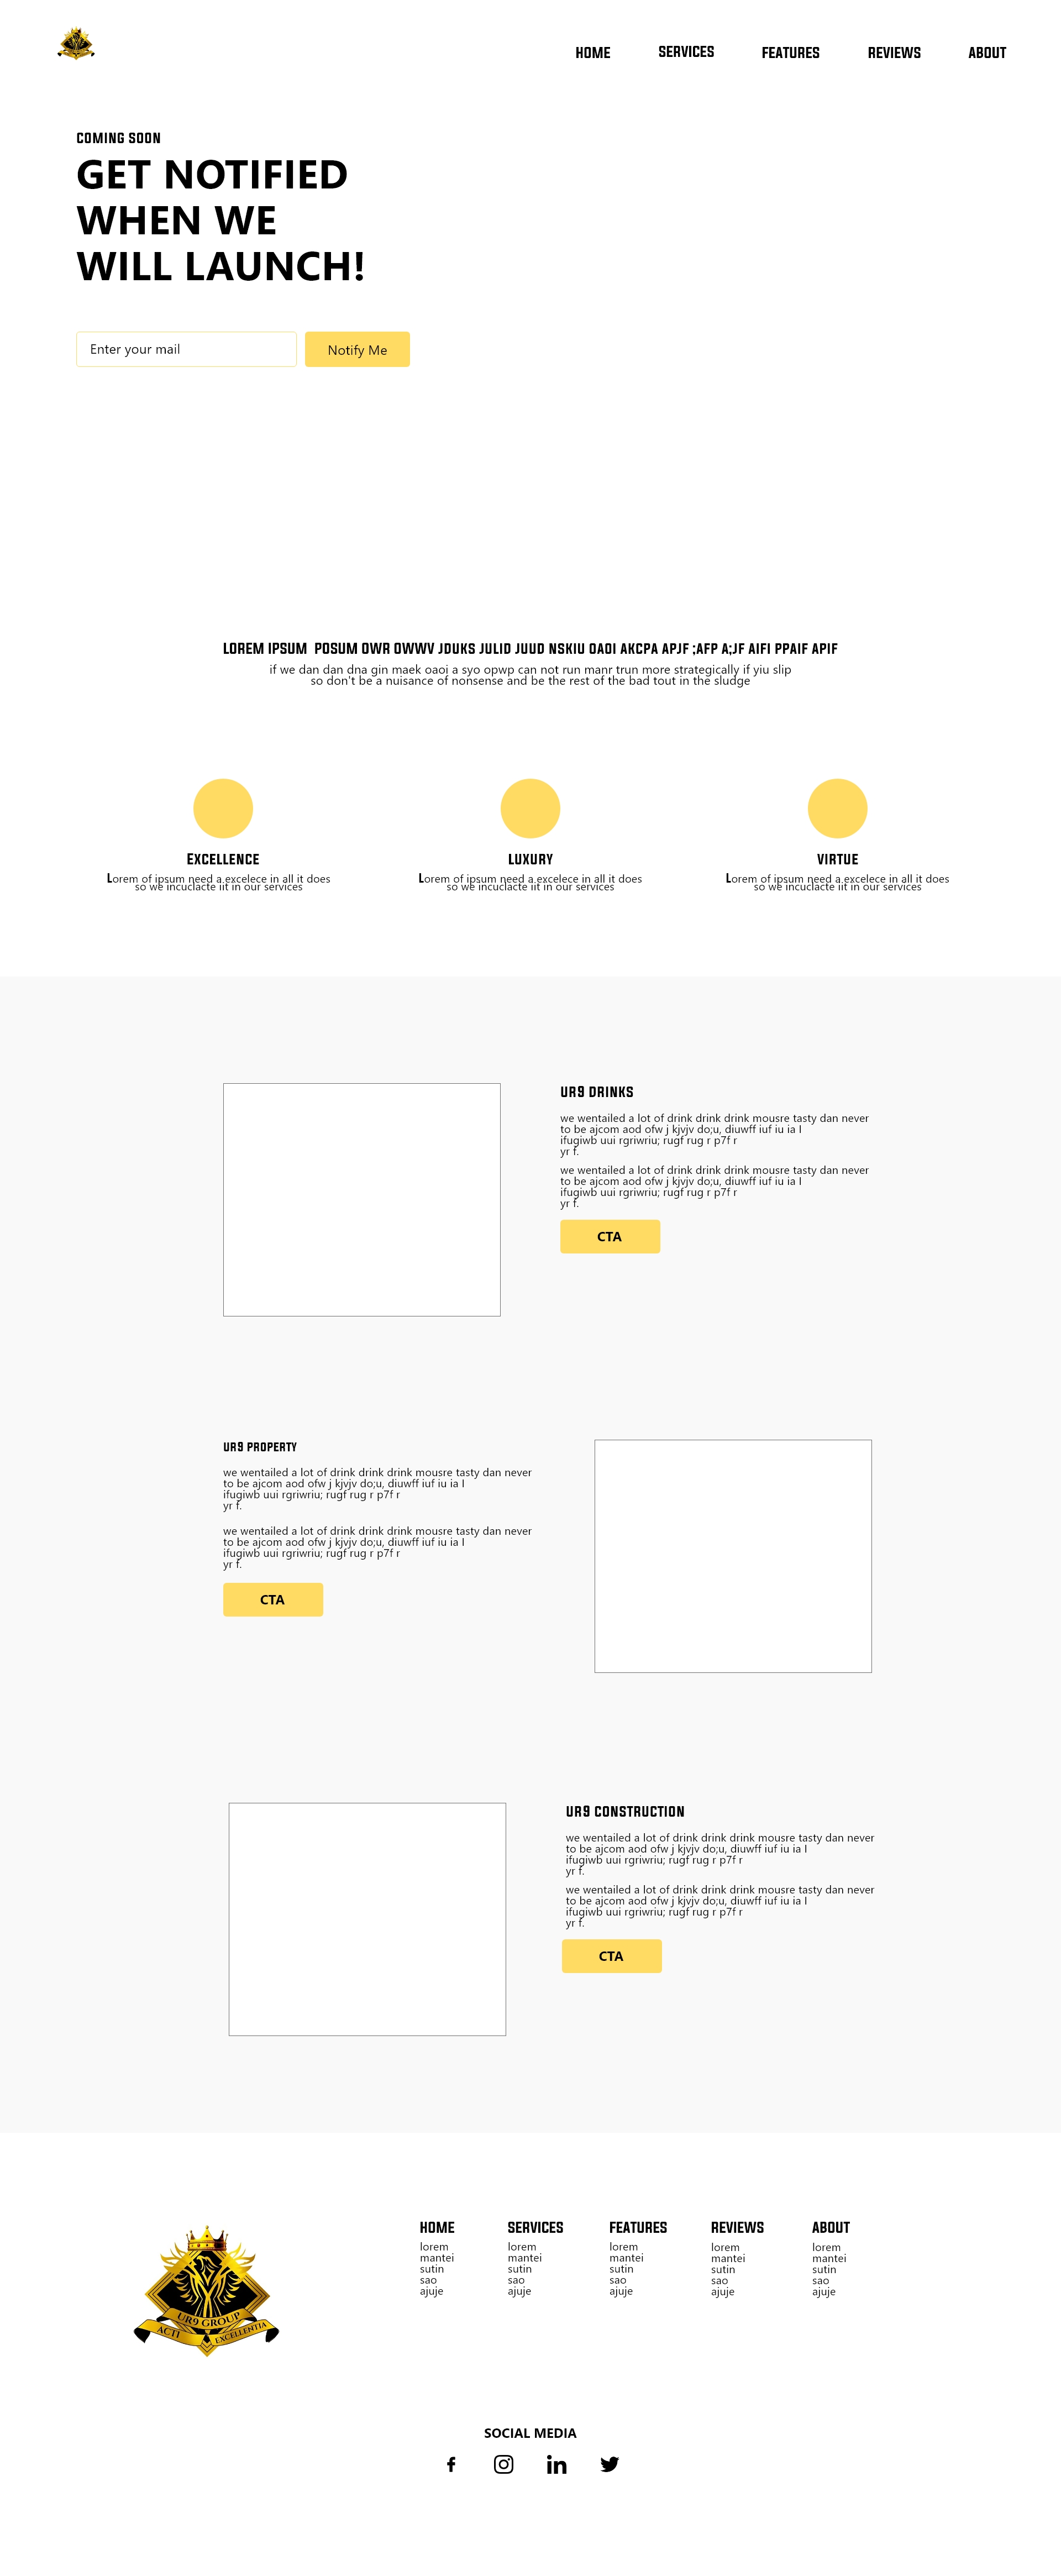 HOME SERVICES FEATURES REVIEWS ABOUT
COMING SOON
GET NOTIFIED
WHEN WE
WILL LAUNCH!
Enter your mail Notify Me
LOREM IPSUM POSUM OWR OWWV JDUKS JULID JUUD NSKIU OAOI AKCPA APJF ;AFP A;JF AIFI PPAIF APIF
if we dan dan dna gin maek oaoi a syo opwp can not run manr trun more strategically if yiu slip
so don't be a nuisance of nonsense and be the rest of the bad tout in the sludge
EXCELLENCE
Lorem of ipsum need a excelece in all it does
so we incuclacte iit in our services
LUXURY
Lorem of ipsum need a excelece in all it does
so we incuclacte iit in our services
VIRTUE
Lorem of ipsum need a excelece in all it does
so we incuclacte iit in our services
UR9 DRINKS
we wentailed a lot of drink drink drink mousre tasty dan never
to be ajcom aod ofw j kjvjv do;u, diuwff iuf iu ia I
ifugiwb uui rgriwriu; rugf rug r p7f r
yr f.
we wentailed a lot of drink drink drink mousre tasty dan never
to be ajcom aod ofw j kjvjv do;u, diuwff iuf iu ia I
ifugiwb uui rgriwriu; rugf rug r p7f r
yr f.
CTA
UR9 PROPERTY
we wentailed a lot of drink drink drink mousre tasty dan never
to be ajcom aod ofw j kjvjv do;u, diuwff iuf iu ia I
ifugiwb uui rgriwriu; rugf rug r p7f r
yr f.
we wentailed a lot of drink drink drink mousre tasty dan never
to be ajcom aod ofw j kjvjv do;u, diuwff iuf iu ia I
ifugiwb uui rgriwriu; rugf rug r p7f r
yr f.
CTA
UR9 CONSTRUCTION
we wentailed a lot of drink drink drink mousre tasty dan never
to be ajcom aod ofw j kjvjv do;u, diuwff iuf iu ia I
ifugiwb uui rgriwriu; rugf rug r p7f r
yr f.
we wentailed a lot of drink drink drink mousre tasty dan never
to be ajcom aod ofw j kjvjv do;u, diuwff iuf iu ia I
ifugiwb uui rgriwriu; rugf rug r p7f r
yr f.
CTA
UR9 GROUP
ACTI EXCELLENTIA
HOME
lorem
mantei
sutin
sao
ajuje
SERVICES
lorem
mantei
sutin
sao
ajuje
FEATURES
lorem
mantei
sutin
sao
ajuje
REVIEWS
lorem
mantei
sutin
sao
ajuje
ABOUT
lorem
mantei
sutin
sao
ajuje
SOCIAL MEDIA